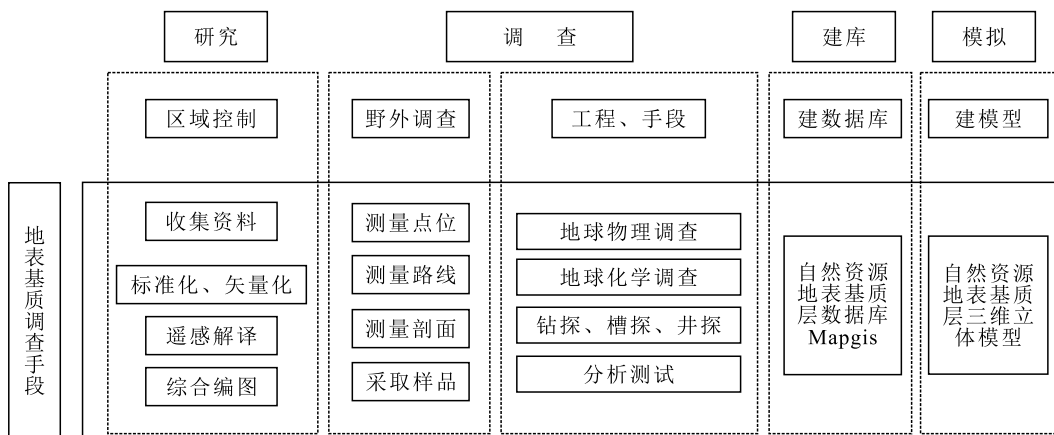 研究
调 查
建库
模拟
区域控制
野外调查
工程、手段
建数据库
建模型
地表基质调查手段
收集资料
标准化、矢量化
遥感解译
综合编图
测量点位
测量路线
测量剖面
采取样品
地球物理调查
地球化学调查
钻探、槽探、井探
分析测试
自然资源
地表基质
层数据库
Mapgis
自然资源
地表基质
层三维立
体模型